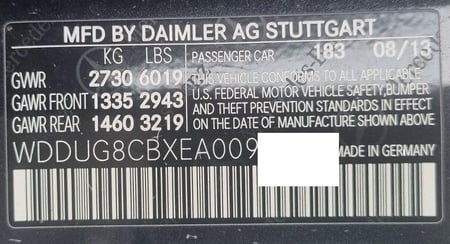 MFD BY DAIMLER AG STUTTGART
KG LBS PASSENGER CAR 183 08/13
GWR 2730 6019
THIS VEHICLE CONFORMS TO ALL APPLICABLE
GAWR FRONT 1335 2943
U.S. FEDERAL MOTOR VEHICLE SAFETY, BUMPER
AND THEFT PREVENTION STANDARDS IN EFFECT
GAWR REAR 1460 3219
ON THE DATE OF MANUFACTURE SHOWN ABOVE
WDDUG8CBXEA009
MADE IN GERMANY